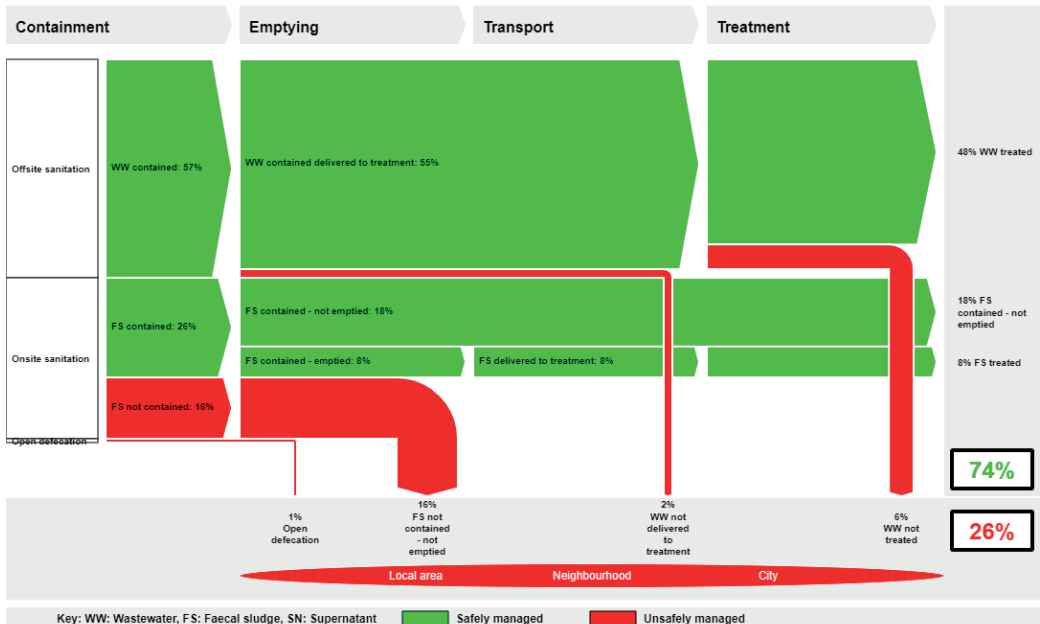 Containment
Emptying
Transport
Treatment
Offsite sanitation
WW contained: 57%
WW contained delivered to treatment: 55%
48% WW treated
Onsite sanitation
FS contained: 26%
FS contained - not emptied: 18%
18% FS
contained - not
emptied
FS contained - emptied: 8%
FS delivered to treatment: 8%
8% FS treated
FS not contained: 16%
Open defecation
74%
1%
Open
defecation
16%
FS not
contained
- not
emptied
2%
WW not
delivered
to
treatment
6%
WW not
treated
26%
Local area
Neighbourhood
City
Key: WW: Wastewater, FS: Faecal sludge, SN: Supernatant
Safely managed
Unsafely managed